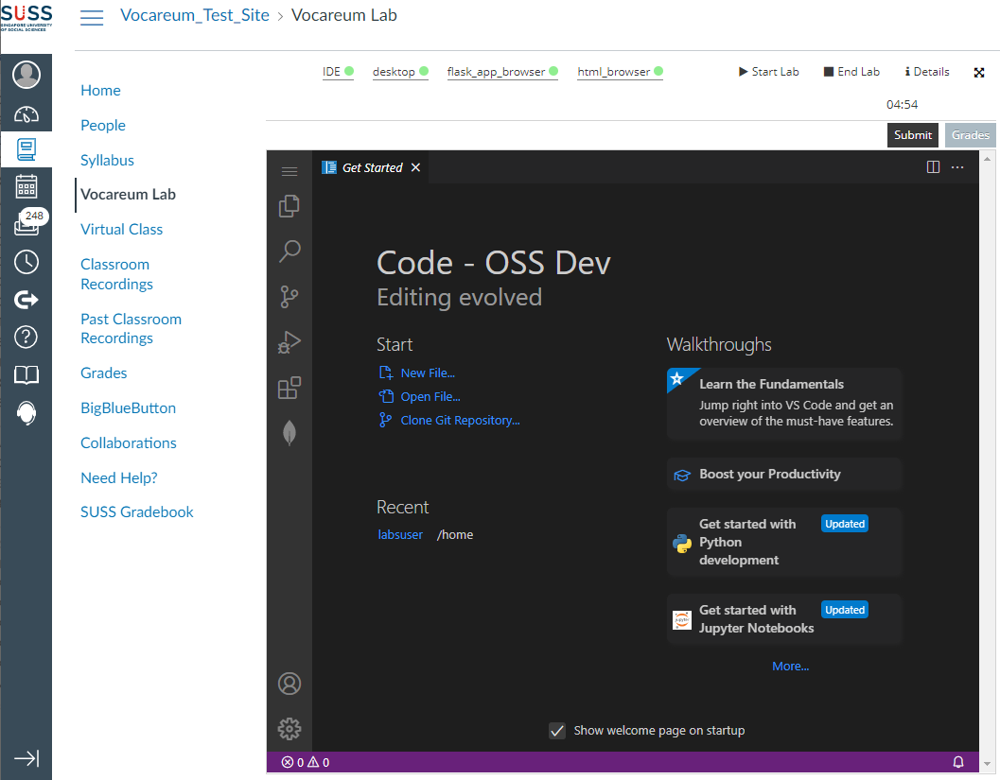 SUSS
SINGAPORE UNIVERSITY
OF SOCIAL SCIENCES
Vocareum_Test_Site › Vocareum Lab
IDE desktop flask_app_browser html_browser Start Lab End Lab Details
04:54
Submit Grades
Home
People
Syllabus
Vocareum Lab
248
Virtual Class
Classroom
Recordings
Past Classroom
Recordings
Grades
BigBlueButton
Collaborations
Need Help?
SUSS Gradebook
Get Started
Code - OSS Dev
Editing evolved
Start
New File...
Open File...
Clone Git Repository...
Recent
labsuser /home
Walkthroughs
Learn the Fundamentals
Jump right into VS Code and get an
overview of the must-have features.
Boost your Productivity
Get started with Updated
Python
development
Get started with Updated
Jupyter Notebooks
jupyter
More...
Show welcome page on startup
0 0